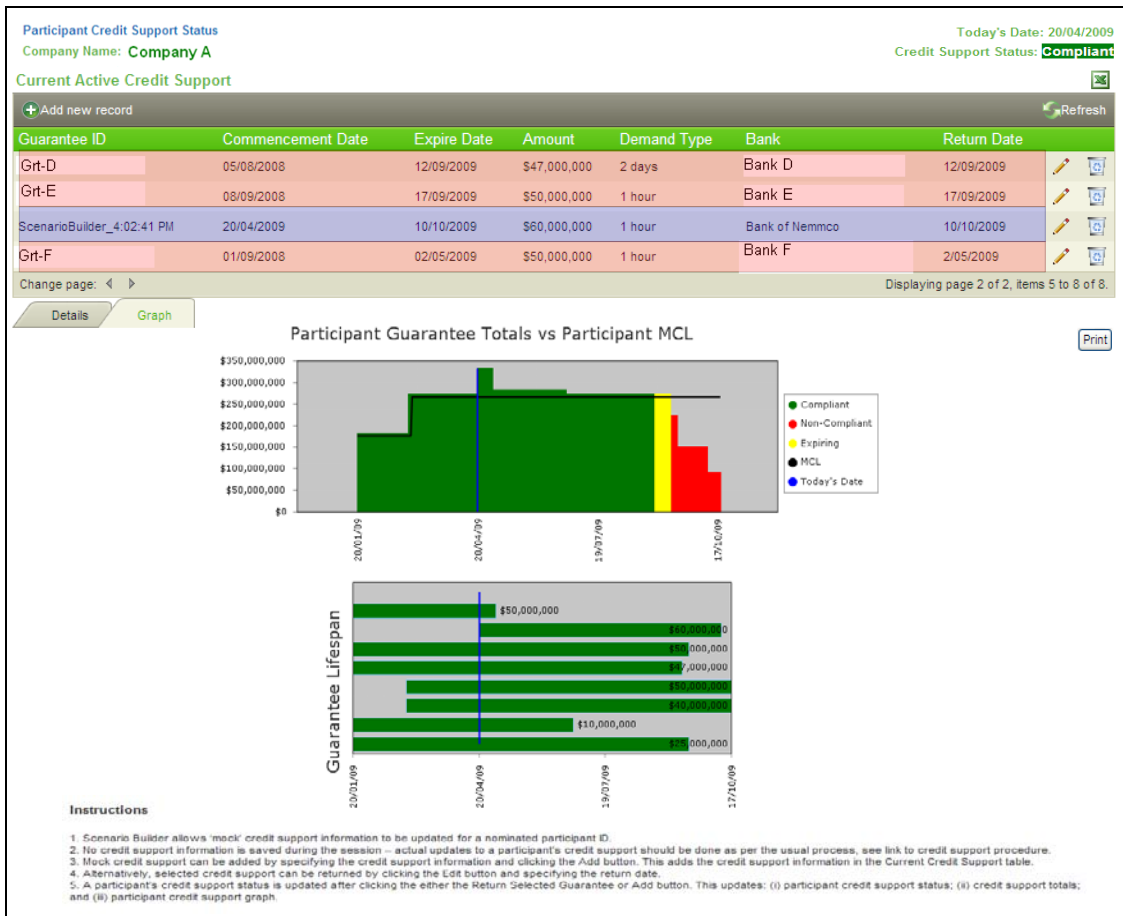 Participant Credit Support Status
Today's Date: 20/04/2009
Company Name: Company A
Credit Support Status: Compliant
Current Active Credit Support
Add new record
Refresh
Guarantee ID Commencement Date Expire Date Amount Demand Type Bank Return Date
Grt-D 05/08/2008 12/09/2009 $47,000,000 2 days Bank D 12/09/2009
Grt-E 08/09/2008 17/09/2009 $50,000,000 1 hour Bank E 17/09/2009
ScenarioBuilder_4:02:41 PM 20/04/2009 10/10/2009 $60,000,000 1 hour Bank of Nemmco 10/10/2009
Grt-F 01/09/2008 02/05/2009 $50,000,000 1 hour Bank F 2/05/2009
Change page: Displaying page 2 of 2, items 5 to 8 of 8.
Details Graph
Participant Guarantee Totals vs Participant MCL
Print
$350,000,000
$300,000,000
$250,000,000
$200,000,000
$150,000,000
$100,000,000
$50,000,000
$0
20/01/09
20/04/09
19/07/09
17/10/09
Compliant
Non-Compliant
Expiring
MCL
Today's Date
Guarantee Lifespan
$50,000,000
$60,000,000
$50,000,000
$47,000,000
$50,000,000
$40,000,000
$10,000,000
$25,000,000
20/01/09
20/04/09
19/07/09
17/10/09
Instructions
1. Scenario Builder allows 'mock' credit support information to be updated for a nominated participant ID.
2. No credit support information is saved during the session – actual updates to a participant's credit support should be done as per the usual process, see link to credit support procedure.
3. Mock credit support can be added by specifying the credit support information and clicking the Add button. This adds the credit support information in the Current Credit Support table.
4. Alternatively, selected credit support can be returned by clicking the Edit button and specifying the return date.
5. A participant's credit support status is updated after clicking the either the Return Selected Guarantee or Add button. This updates: (i) participant credit support status; (ii) credit support totals;
and (iii) participant credit support graph.